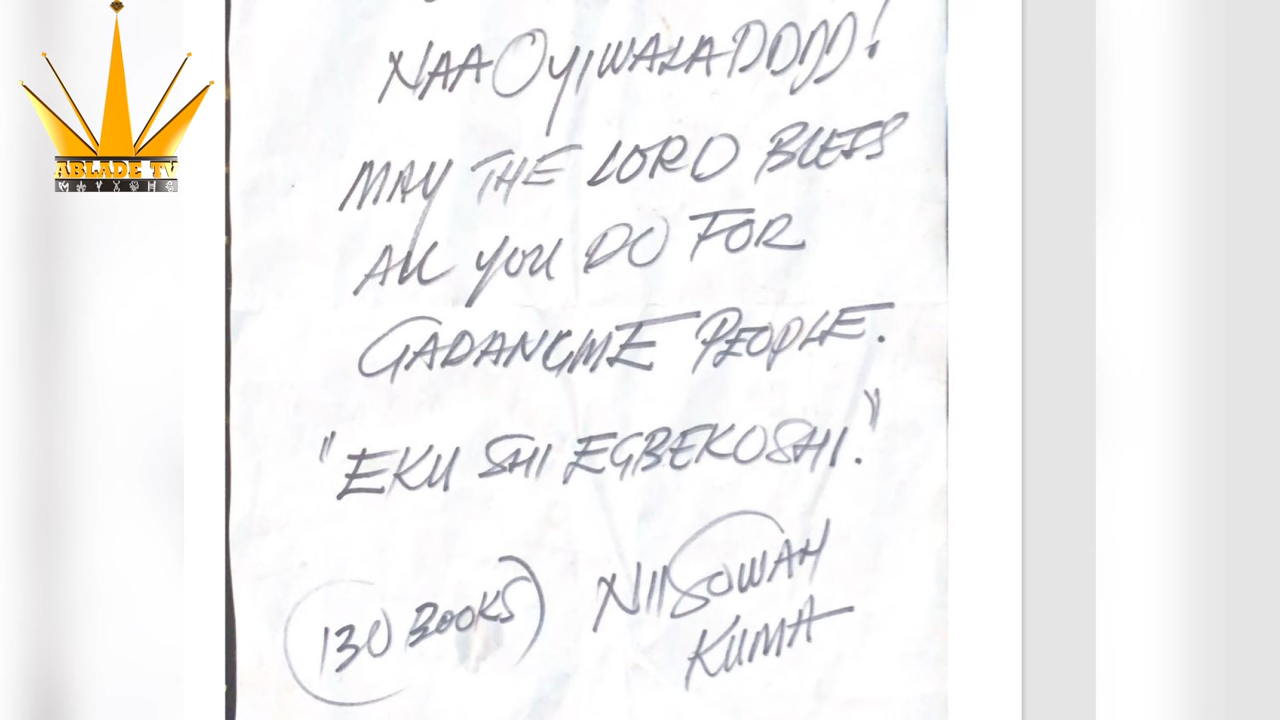 ABLADE TV
NAA OYIWALADDDD!
MAY THE LORD BLESS
ALL YOU DO FOR
GADANGME PEOPLE.
"EKU SHI EGBEKOSHI."
(130 BOOKS) NII SOWAH
KUMA